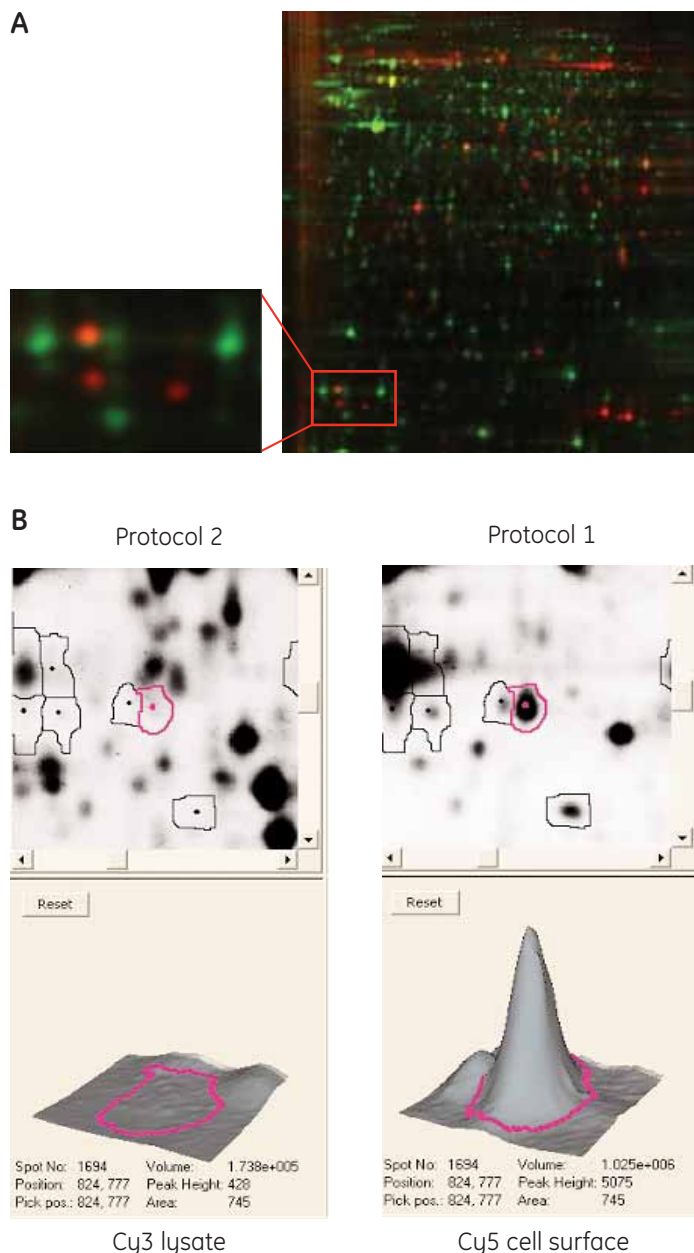 A
B
Protocol 2
Protocol 1
Reset
Reset
Spot No: 1694 Volume: 1.738e+005
Position: 824, 777 Peak Height: 428
Pick pos.: 824, 777 Area: 745
Spot No: 1694 Volume: 1.025e+006
Position: 824, 777 Peak Height: 5075
Pick pos.: 824, 777 Area: 745
Cy3 lysate
Cy5 cell surface